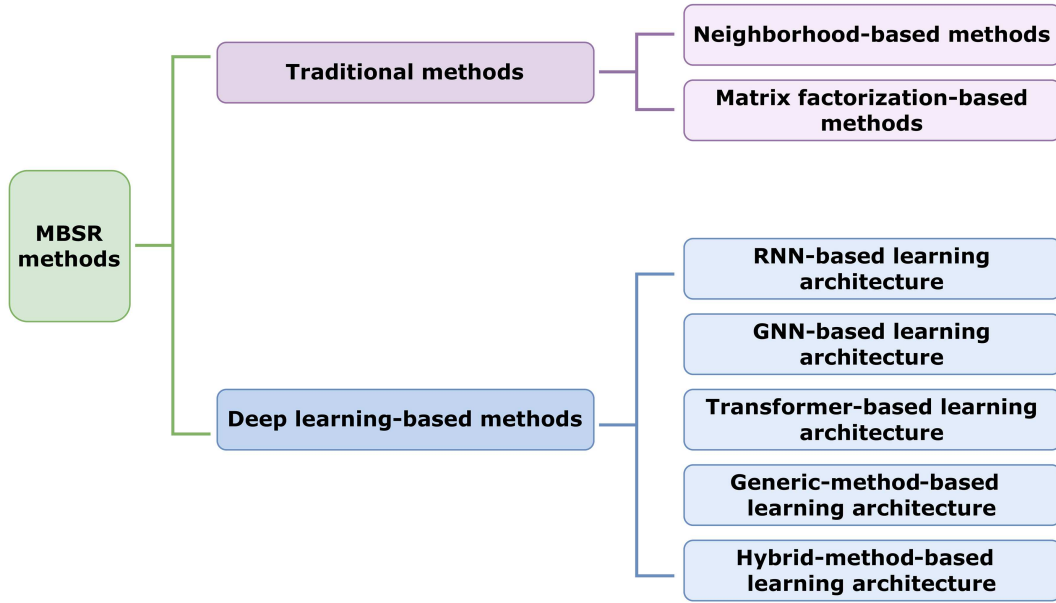 MBSR
methods
Traditional methods
Neighborhood-based methods
Matrix factorization-based
methods
Deep learning-based methods
RNN-based learning
architecture
GNN-based learning
architecture
Transformer-based learning
architecture
Generic-method-based
learning architecture
Hybrid-method-based
learning architecture